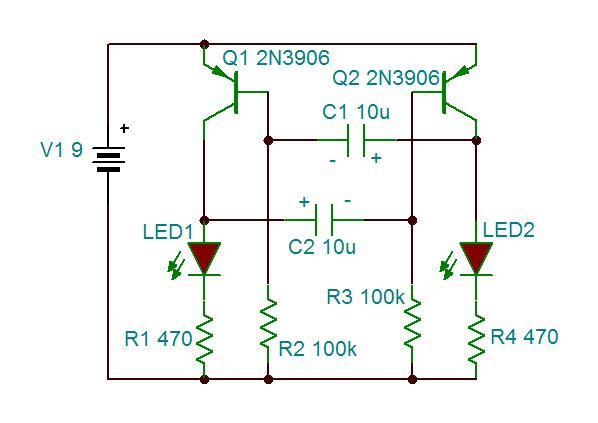 Q1 2N3906
Q2 2N3906
C1 10u
- +
V1 9
+
+ -
LED1
C2 10u
LED2
R3 100k
R1 470
R2 100k
R4 470